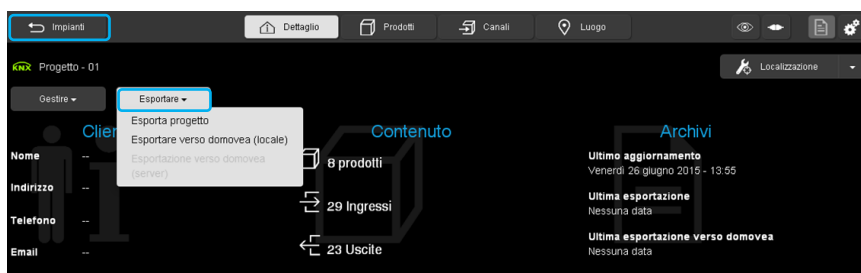 Impianti
Dettaglio
Prodotti
Canali
Luogo
KNX Progetto - 01
Localizzazione
Gestire
Esportare
Esporta progetto
Esportare verso domovea (locale)
Esportazione verso domovea
(server)
Clien
Nome --
Indirizzo --
Telefono --
Email --
Contenuto
8 prodotti
29 Ingressi
23 Uscite
Archivi
Ultimo aggiornamento
Venerdì 26 giugno 2015 - 13:55
Ultima esportazione
Nessuna data
Ultima esportazione verso domovea
Nessuna data